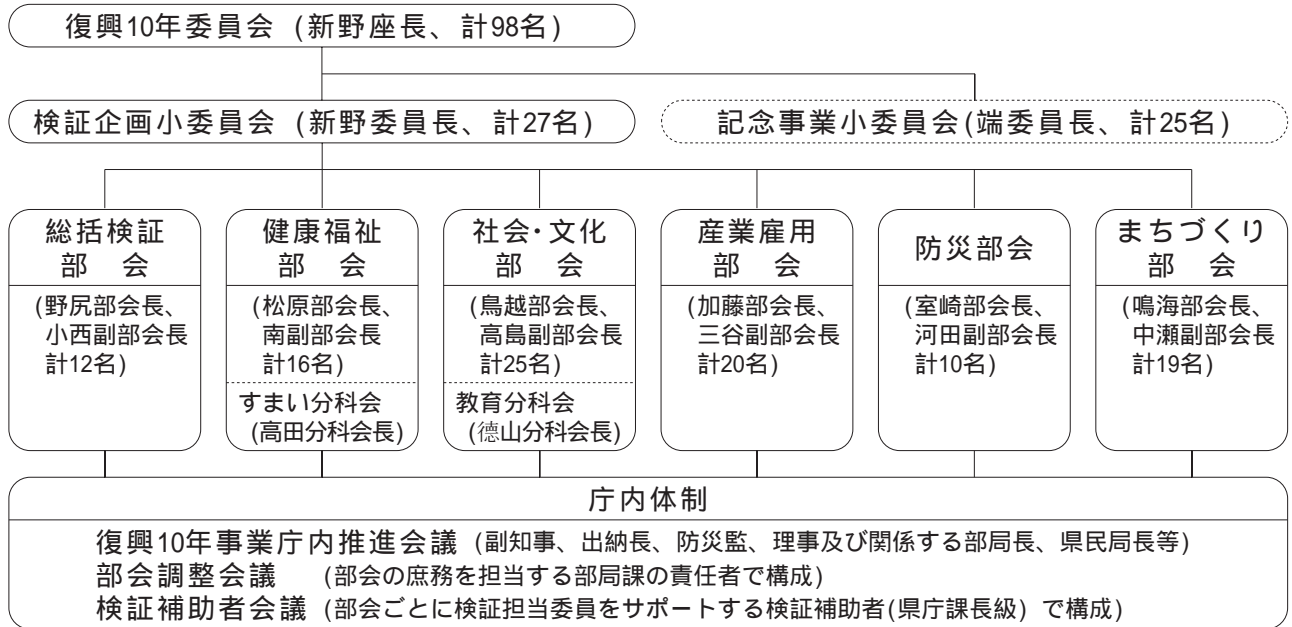 復興10年委員会 (新野座長、計98名)
検証企画小委員会 (新野委員長、計27名)
記念事業小委員会(端委員長、計25名)
総括検証
部 会
(野尻部会長、
小西副部会長
計12名)
健康福祉
部 会
(松原部会長、
南副部会長
計16名)
すまい分科会
(高田分科会長)
社会・文化
部 会
(鳥越部会長、
高島副部会長
計25名)
教育分科会
(德山分科会長)
産業雇用
部 会
(加藤部会長、
三谷副部会長
計20名)
防災部会
(室崎部会長、
河田副部会長
計10名)
まちづくり
部 会
(鳴海部会長、
中瀬副部会長
計19名)
庁内体制
復興10年事業庁内推進会議 (副知事、出納長、防災監、理事及び関係する部局長、県民局長等)
部会調整会議 (部会の庶務を担当する部局課の責任者で構成)
検証補助者会議 (部会ごとに検証担当委員をサポートする検証補助者(県庁課長級) で構成)